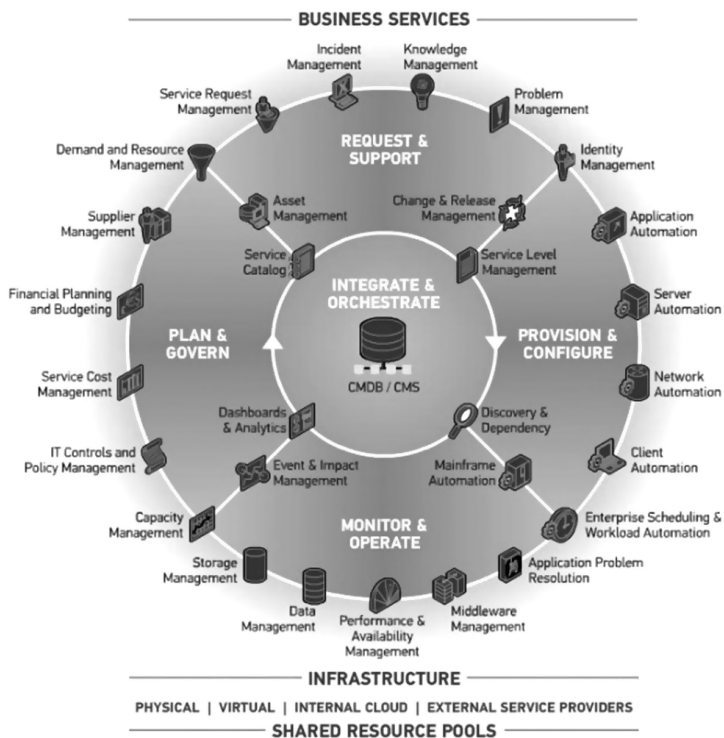 BUSINESS SERVICES
Incident
Management
Knowledge
Management
Service Request
Management
Problem
Management
REQUEST &
SUPPORT
Demand and Resource
Management
Identity
Management
Asset
Management
Change & Release
Management
Supplier
Management
Application
Automation
Service
Catalog
Service Level
Management
INTEGRATE &
ORCHESTRATE
Financial Planning
and Budgeting
Server
Automation
PLAN &
GOVERN
PROVISION &
CONFIGURE
CMDB / CMS
Service Cost
Management
Network
Automation
Dashboards
& Analytics
Discovery &
Dependency
IT Controls and
Policy Management
Event & Impact
Management
Mainframe
Automation
Client
Automation
Capacity
Management
MONITOR &
OPERATE
Enterprise Scheduling &
Workload Automation
Storage
Management
Application Problem
Resolution
Data
Management
Performance &
Availability
Management
Middleware
Management
INFRASTRUCTURE
PHYSICAL | VIRTUAL | INTERNAL CLOUD | EXTERNAL SERVICE PROVIDERS
SHARED RESOURCE POOLS